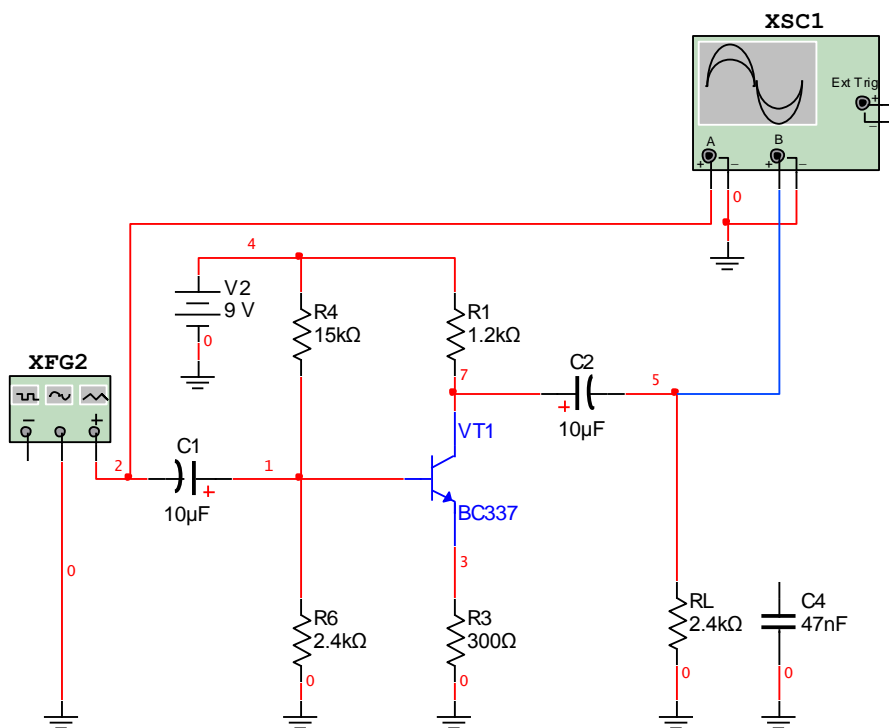 XSC1
Ext Trig
+
–
A
B
+
–
+
–
0
4
V2
9 V
0
R4
15kΩ
R1
1.2kΩ
XFG2
–
+
7
C2
+
10µF
5
VT1
2
C1
+
10µF
1
BC337
3
0
R6
2.4kΩ
0
R3
300Ω
0
RL
2.4kΩ
0
C4
47nF
0